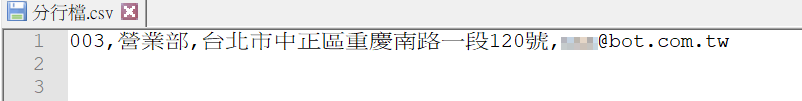 分行檔.csv
1 003,營業部,台北市中正區重慶南路一段120號,@bot.com.tw
2
3